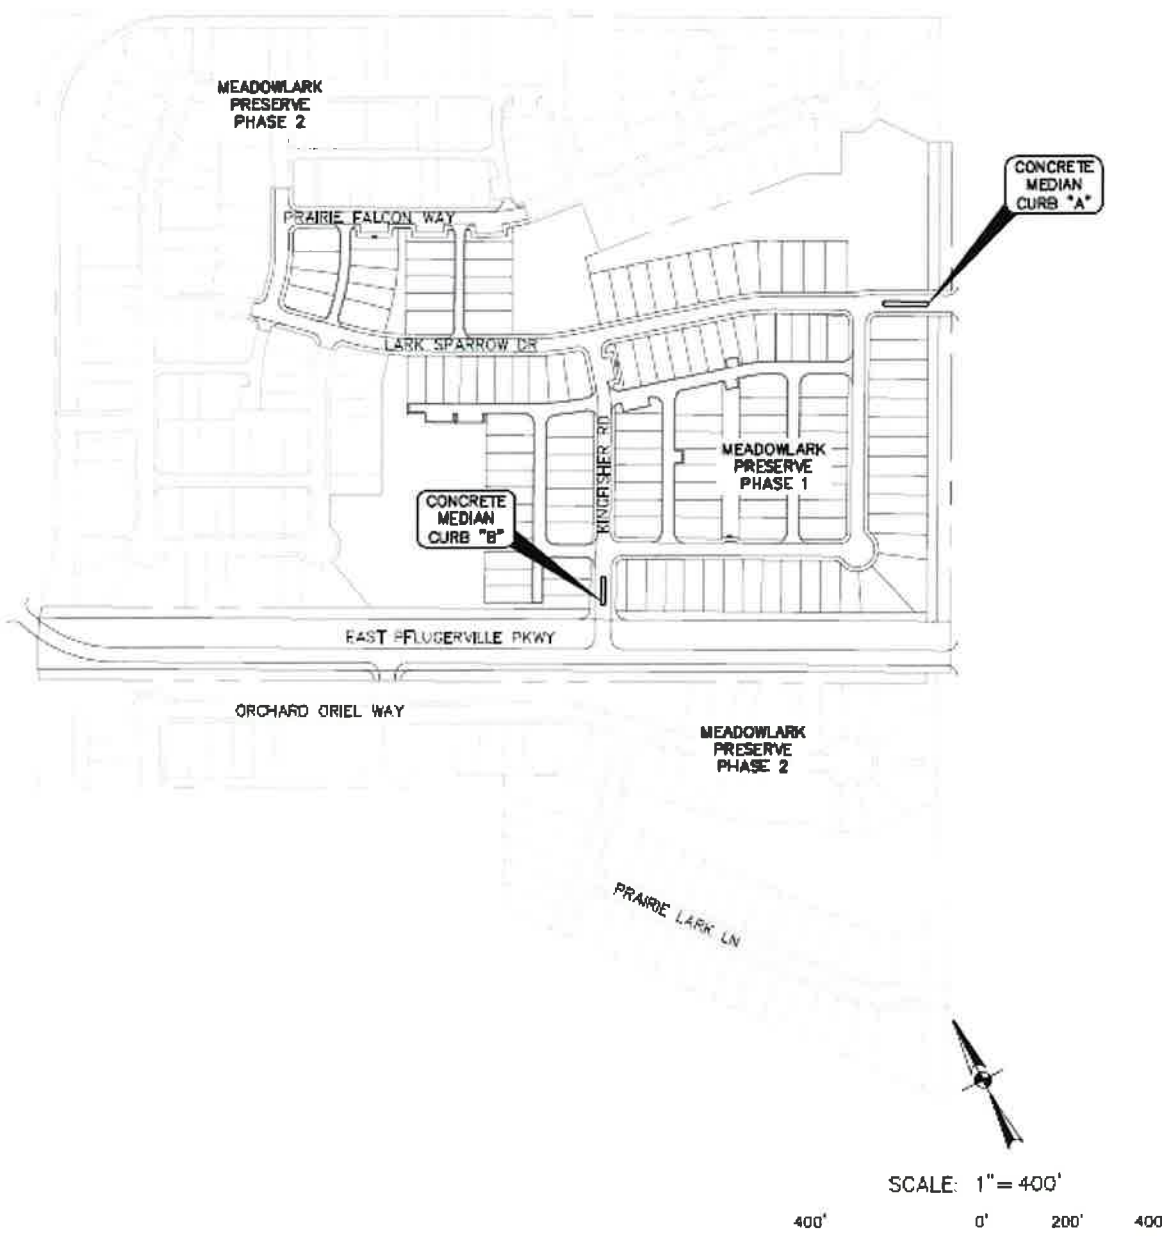 MEADOWLARK
PRESERVE
PHASE 2
CONCRETE
MEDIAN
CURB "A"
PRAIRIE FALCON WAY
LARK SPARROW DR
KINGFISHER RD
MEADOWLARK
PRESERVE
PHASE 1
CONCRETE
MEDIAN
CURB "B"
EAST PFLUGERVILLE PKWY
ORCHARD ORIEL WAY
MEADOWLARK
PRESERVE
PHASE 2
PRAIRIE LARK LN
SCALE: 1"= 400'
400' 0' 200' 400